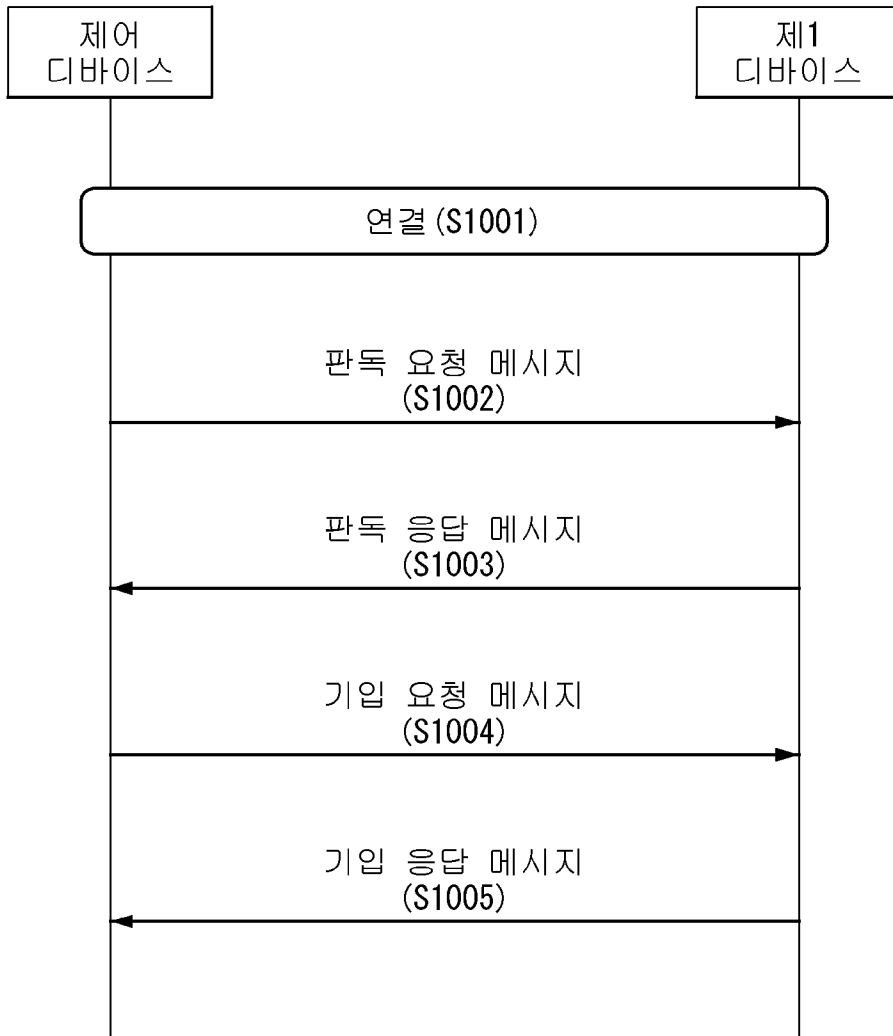 제어
디바이스
제1
디바이스
연결(S1001)
판독 요청 메시지
(S1002)
판독 응답 메시지
(S1003)
기입 요청 메시지
(S1004)
기입 응답 메시지
(S1005)